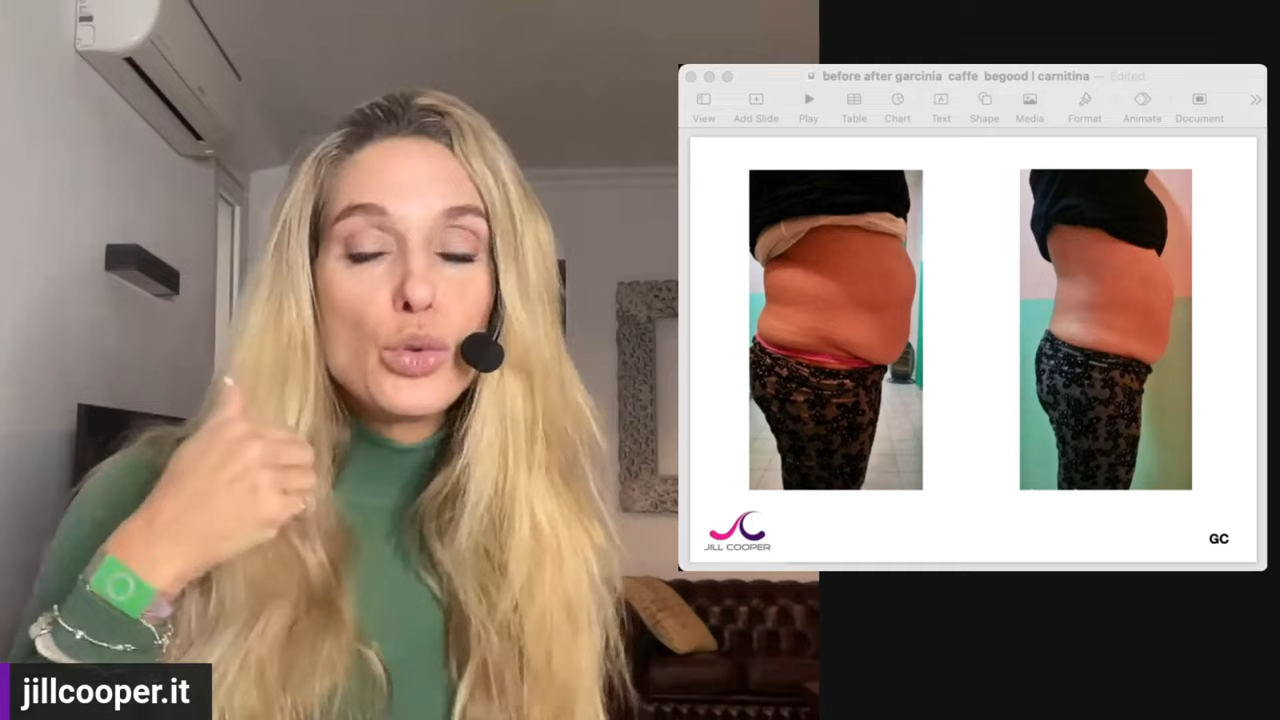 before after garcinia caffe begood l carnitina — Edited
View Add Slide Play Table Chart Text Shape Media Format Animate Document
JILL COOPER
GC
jillcooper.it